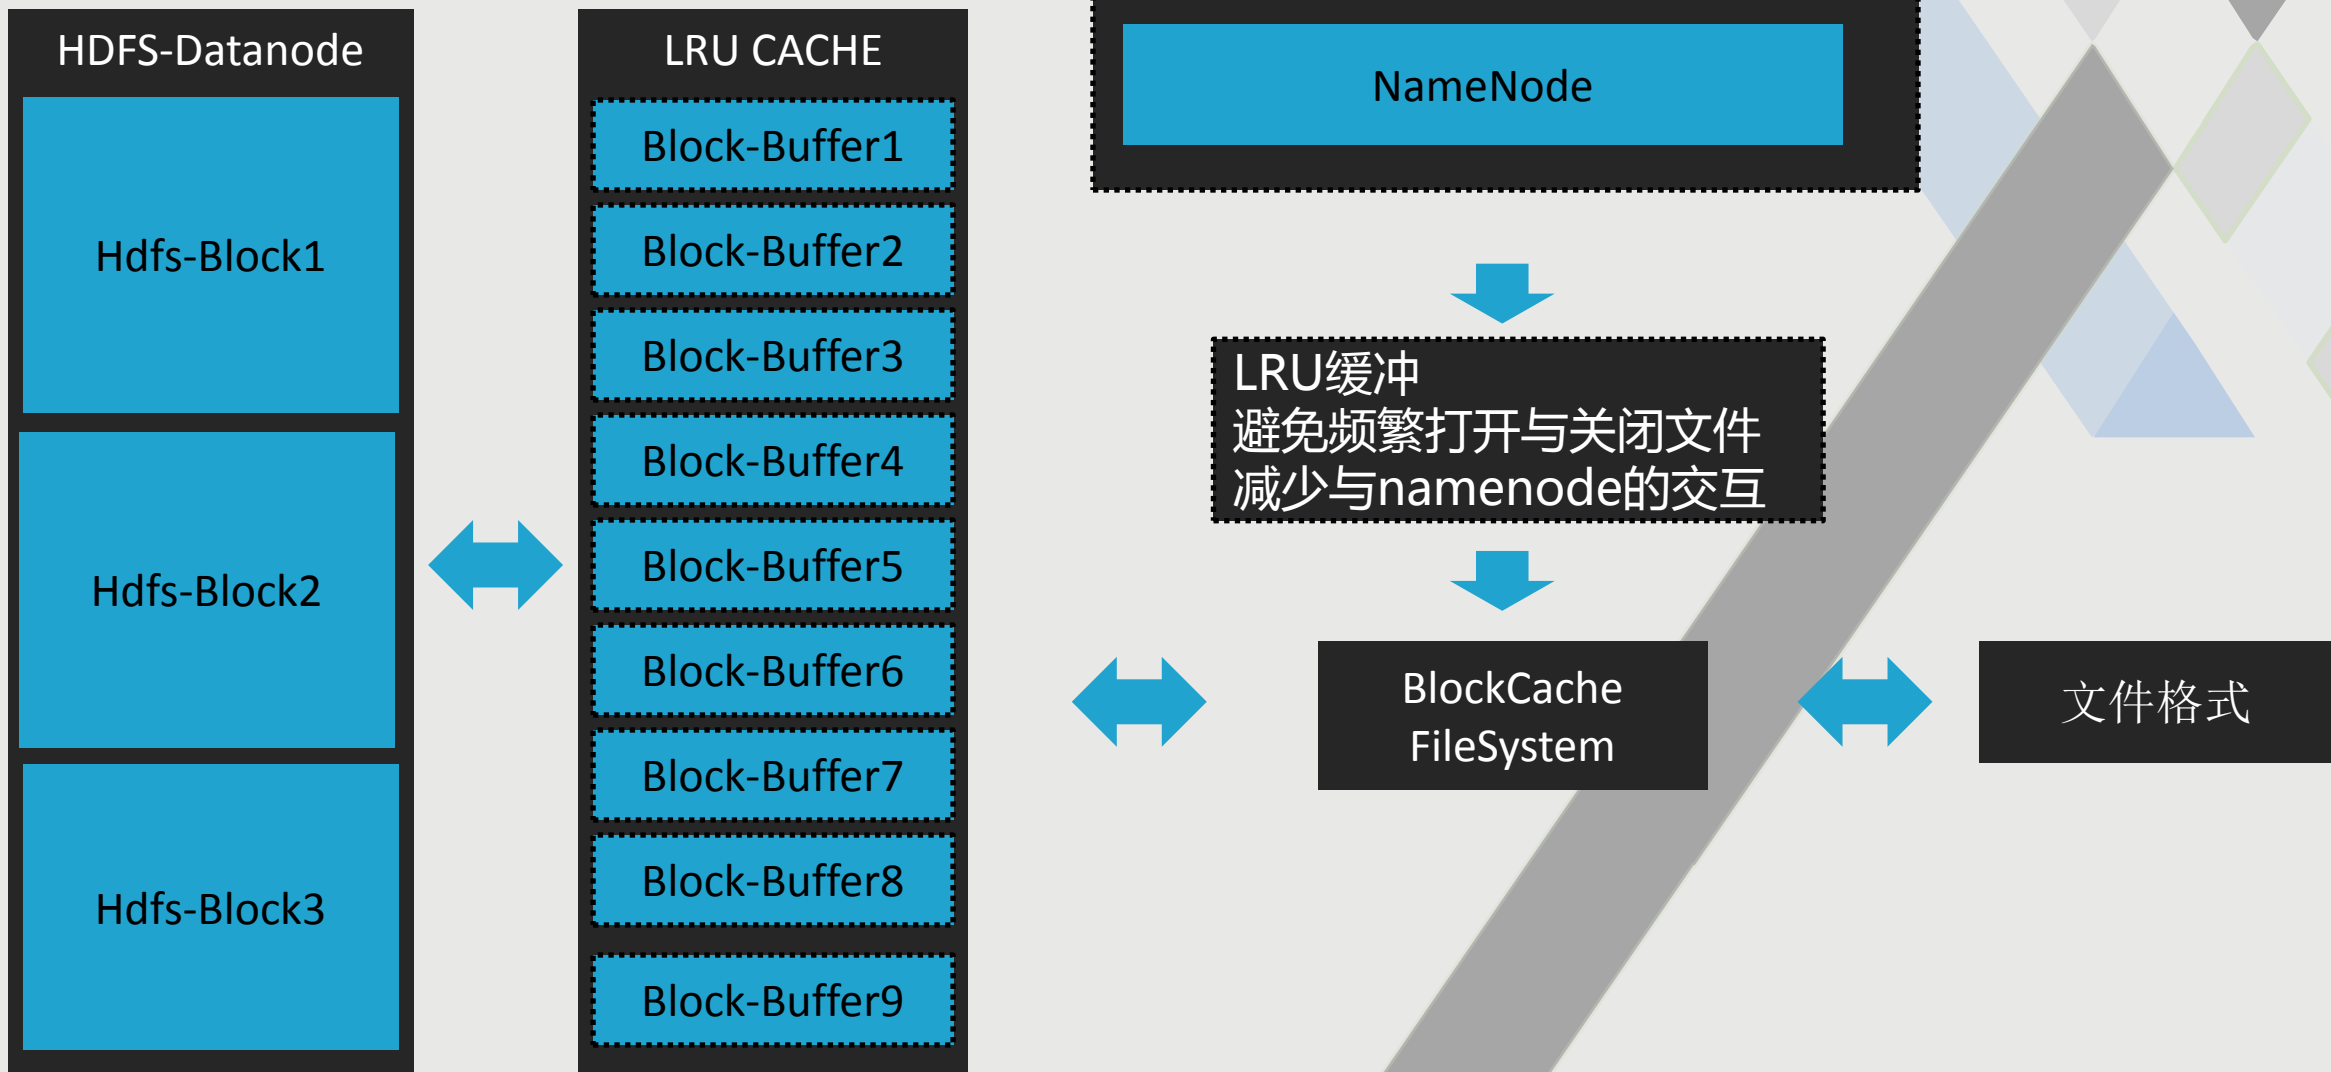 HDFS-Datanode
Hdfs-Block1
Hdfs-Block2
Hdfs-Block3
LRU CACHE
Block-Buffer1
Block-Buffer2
Block-Buffer3
Block-Buffer4
Block-Buffer5
Block-Buffer6
Block-Buffer7
Block-Buffer8
Block-Buffer9
NameNode
LRU缓冲
避免频繁打开与关闭文件
减少与namenode的交互
BlockCache
FileSystem
文件格式